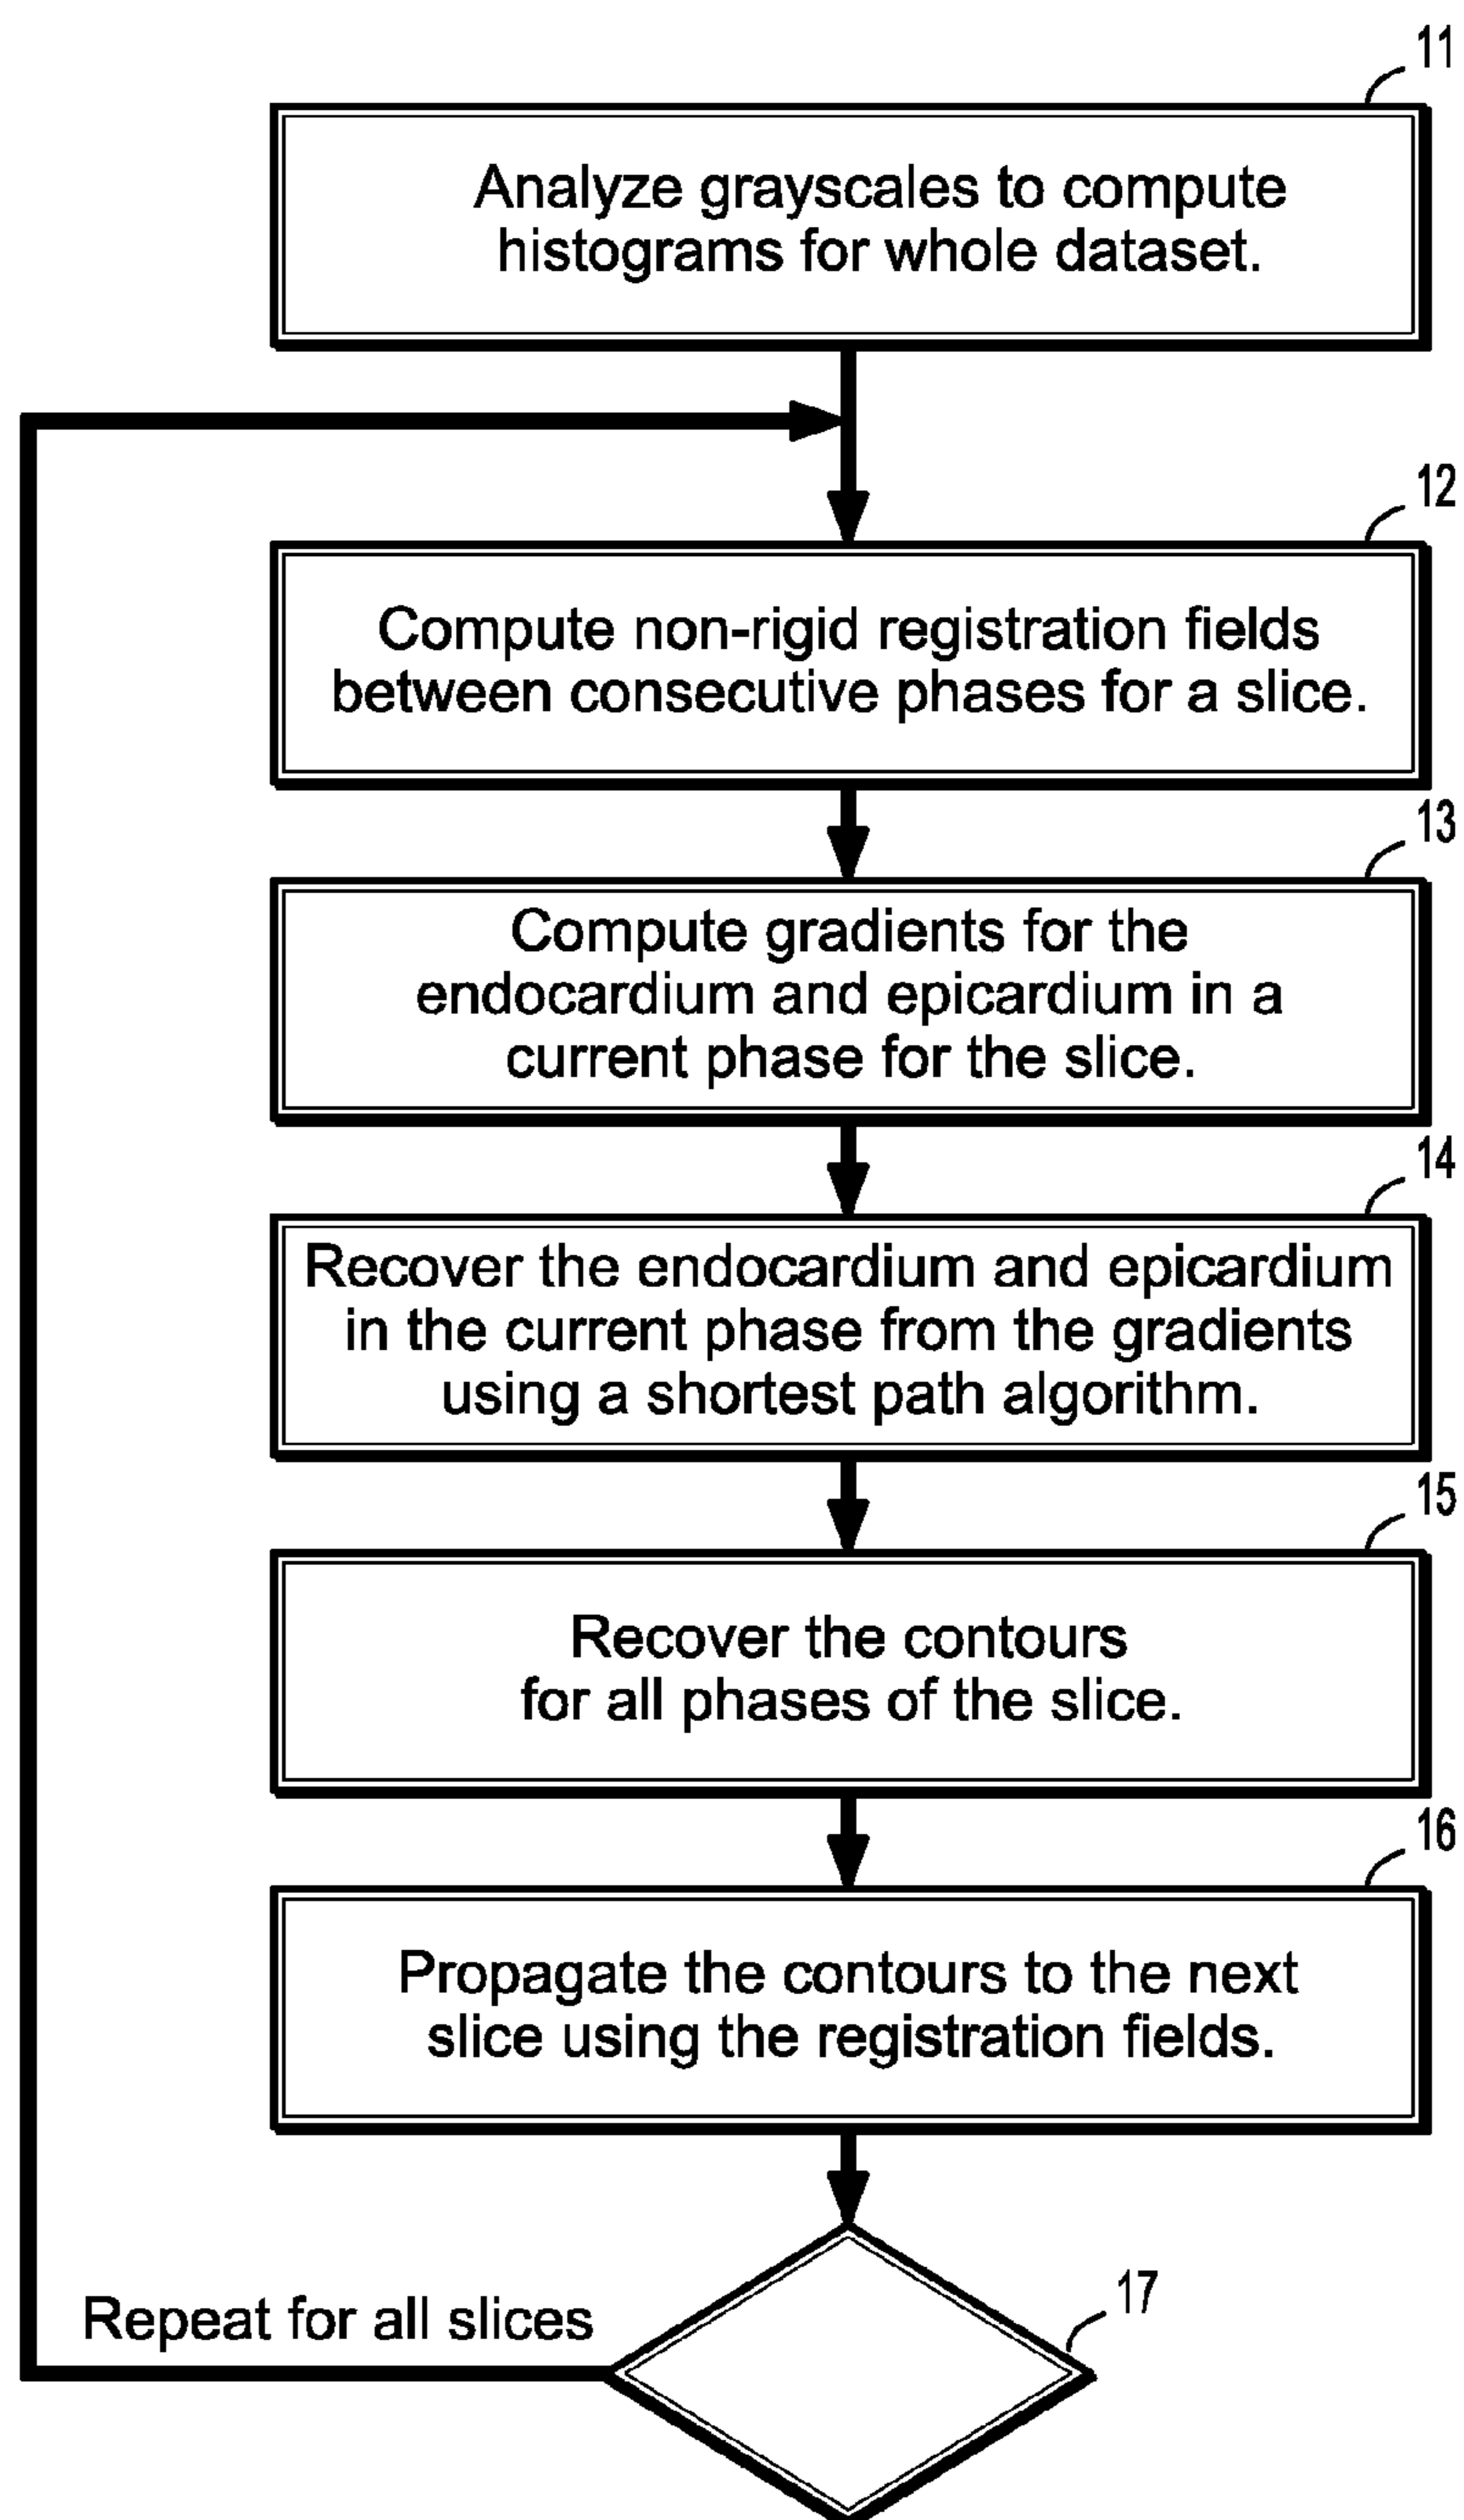 11
Analyze grayscales to compute
histograms for whole dataset.
12
Compute non-rigid registration fields
between consecutive phases for a slice.
13
Compute gradients for the
endocardium and epicardium in a
current phase for the slice.
14
Recover the endocardium and epicardium
in the current phase from the gradients
using a shortest path algorithm.
15
Recover the contours
for all phases of the slice.
16
Propagate the contours to the next
slice using the registration fields.
17
Repeat for all slices